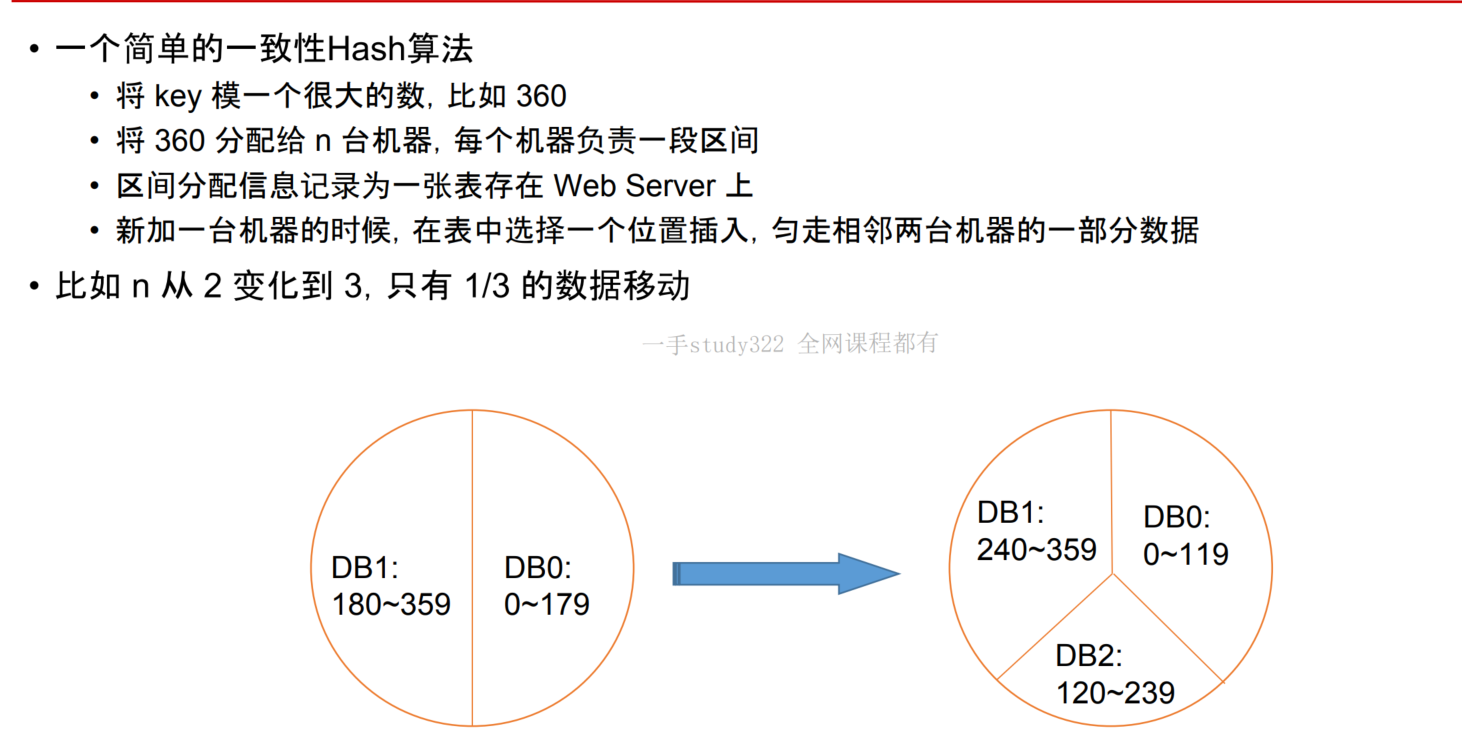 • 一个简单的一致性Hash算法
• 将 key 模一个很大的数, 比如 360
• 将 360 分配给 n 台机器, 每个机器负责一段区间
• 区间分配信息记录为一张表存在 Web Server 上
• 新加一台机器的时候, 在表中选择一个位置插入, 匀走相邻两台机器的一部分数据
• 比如 n 从 2 变化到 3, 只有 1/3 的数据移动
一手study322 全网课程都有
DB1:
180~359
DB0:
0~179
DB1:
240~359
DB0:
0~119
DB2:
120~239